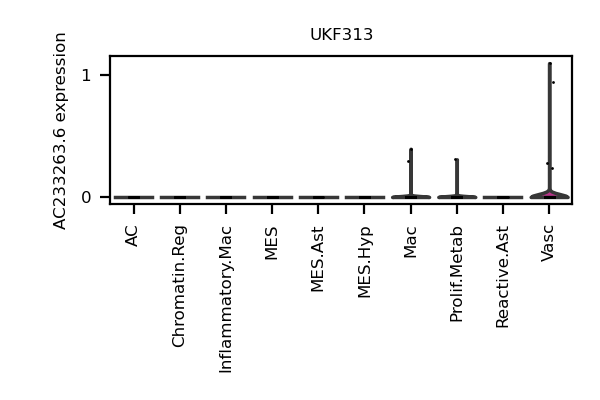 UKF313
AC233263.6 expression
1
0
AC
Chromatin.Reg
Inflammatory.Mac
MES
MES.Ast
MES.Hyp
Mac
Prolif.Metab
Reactive.Ast
Vasc